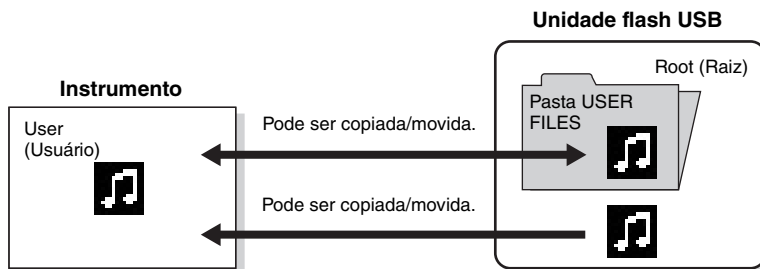 Unidade flash USB
Root (Raiz)
Instrumento
Pasta USER
FILES
User
(Usuário)
Pode ser copiada/movida.
Pode ser copiada/movida.